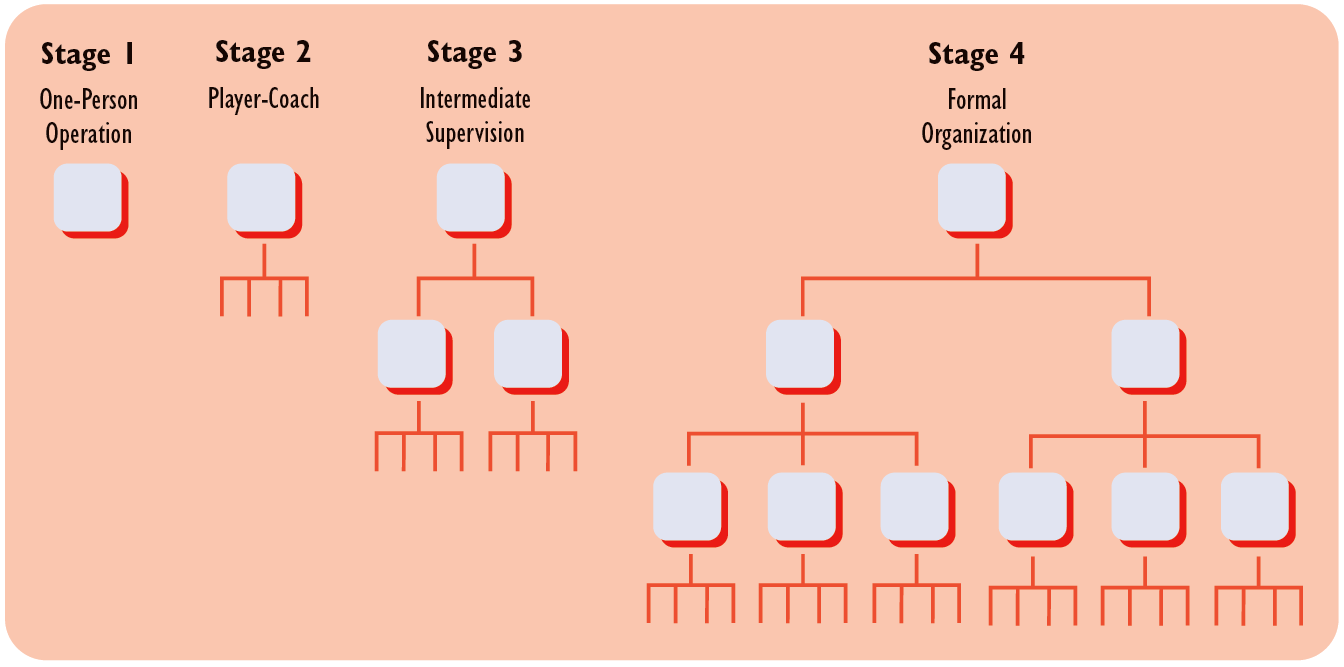 Stage 1
One-Person
Operation
Stage 2
Player-Coach
Stage 3
Intermediate
Supervision
Stage 4
Formal
Organization